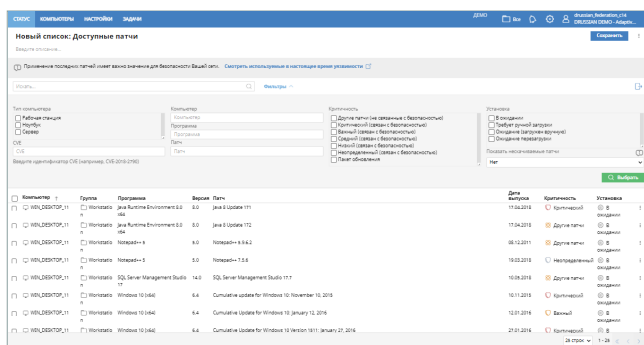 СТАТУС КОМПЬЮТЕРЫ НАСТРОЙКИ ЗАДАЧИ ДЕМО Все drussian_federation_c14
DRUSSIAN DEMO - Adaptiv...
Новый список: Доступные патчи Сохранить
Введите описание...
Применение последних патчей имеет важно значение для безопасности Вашей сети. Смотреть используемые в настоящее время уязвимости
Искать... Фильтры
Тип компьютера Компьютер Критичность Установка
Рабочая станция Компьютер Другие патчи (не связанные с безопасностью) В ожидании
Ноутбук Программа Критический (связан с безопасностью) Требует ручной загрузки
Сервер Программа Важный (связан с безопасностью) Ожидание (загружен вручную)
Средний (связан с безопасностью) Ожидание перезагрузки
CVE Патч Низкий (связан с безопасностью)
CVE Патч Неопределенный (связан с безопасностью) Показать нескачиваемые патчи
Введите идентификатор CVE (например, CVE-2015-2190) Пакет обновления Нет
Выбрать
Компьютер Группа Программа Версия Патч Дата выпуска Критичность Установка
WIN_DESKTOP_11 Workstatio Java Runtime Environment 8.0 8.0 Java 8 Update 171 17.04.2018 Критический В
n x64 ожидании
WIN_DESKTOP_11 Workstatio Java Runtime Environment 8.0 8.0 Java 8 Update 172 17.04.2018 Другие патчи В
n x64 ожидании
WIN_DESKTOP_11 Workstatio Notepad++ 6 6.0 Notepad++ 6.9.6.2 08.12.2011 Другие патчи В
n ожидании
WIN_DESKTOP_11 Workstatio Notepad++ 5 5.0 Notepad++ 7.5.6 19.03.2018 Неопределенный В
n ожидании
WIN_DESKTOP_11 Workstatio SQL Server Management Studio 14.0 SQL Server Management Studio 17.7 10.05.2018 Другие патчи В
n 17 ожидании
WIN_DESKTOP_11 Workstatio Windows 10 (x64) 6.4 Cumulative update for Windows 10: November 10, 2015 10.11.2015 Критический В
n ожидании
WIN_DESKTOP_11 Workstatio Windows 10 (x64) 6.4 Cumulative Update for Windows 10: January 12, 2016 12.01.2016 Важный В
n ожидании
WIN_DESKTOP_11 Workstatio Windows 10 (x64) 6.4 Cumulative Update for Windows 10 Version 1511: January 27, 2016 27.01.2016 Критический В
26 строк 1 - 26